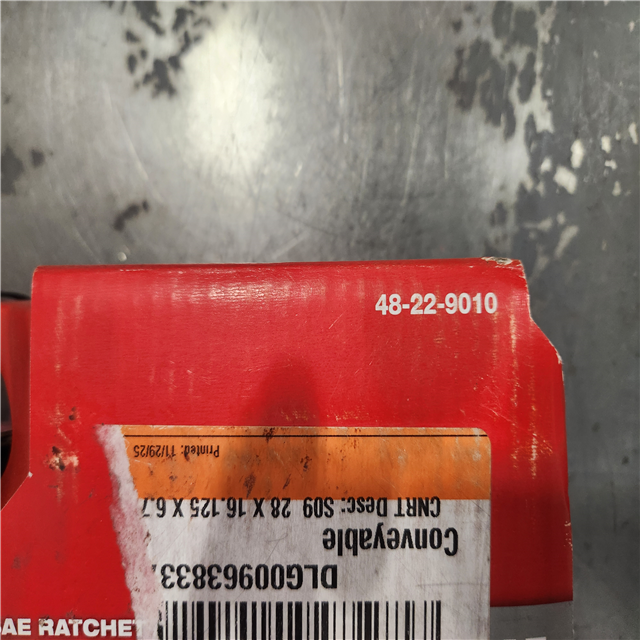 48-22-9010
Printed: 11/29/25
CNRT Desc: S09 28 X 16.125 X 6.7
Conveyable
DLG00963833
AE RATCHET